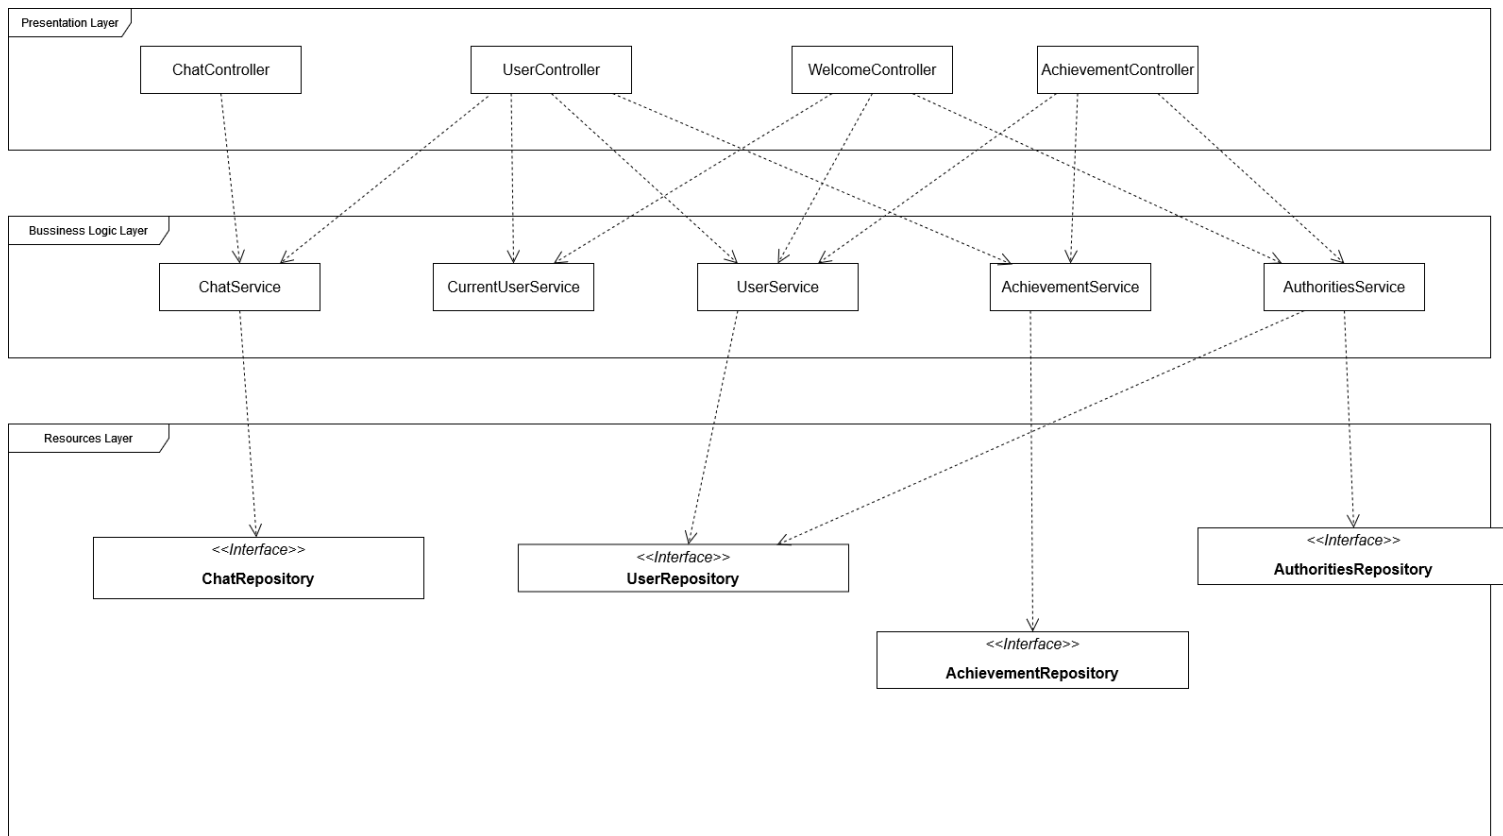 Presentation Layer
ChatController
UserController
WelcomeController
AchievementController
Bussiness Logic Layer
ChatService
CurrentUserService
UserService
AchievementService
AuthoritiesService
Resources Layer
<<Interface>>
ChatRepository
<<Interface>>
UserRepository
<<Interface>>
AuthoritiesRepository
<<Interface>>
AchievementRepository